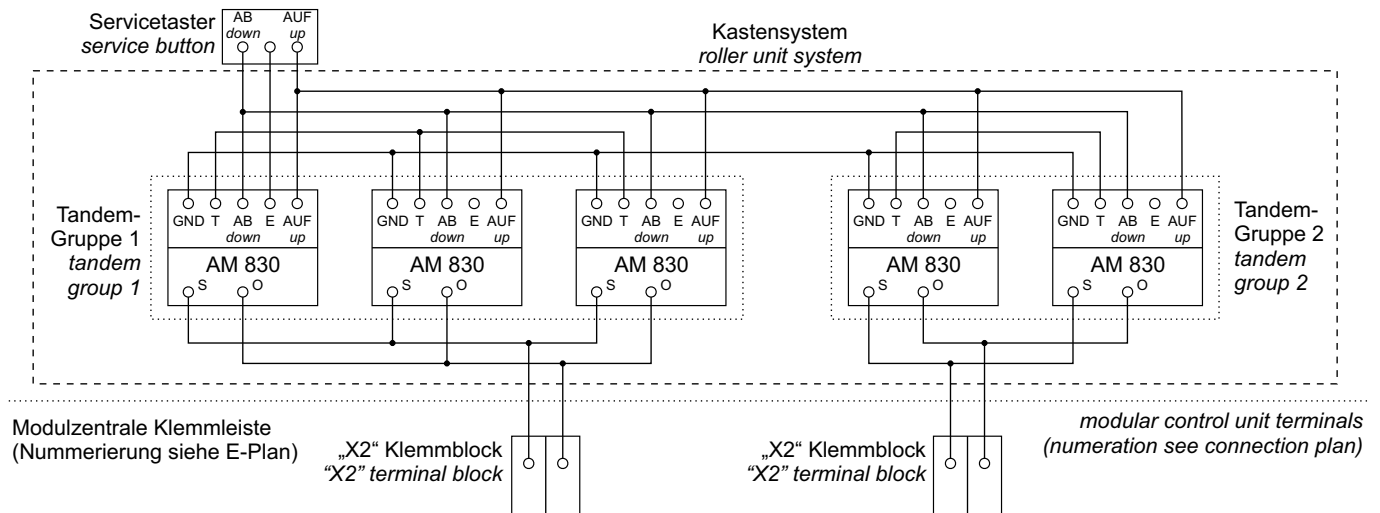 Servicetaster
service button
AB AUF
down up
Kastensystem
roller unit system
Tandem-
Gruppe 1
tandem
group 1
GND T AB E AUF
down up
AM 830
S O
GND T AB E AUF
down up
AM 830
S O
GND T AB E AUF
down up
AM 830
S O
GND T AB E AUF
down up
AM 830
S O
GND T AB E AUF
down up
AM 830
S O
Tandem-
Gruppe 2
tandem
group 2
Modulzentrale Klemmleiste
(Nummerierung siehe E-Plan)
„X2“ Klemmblock
“X2” terminal block
„X2“ Klemmblock
“X2” terminal block
modular control unit terminals
(numeration see connection plan)